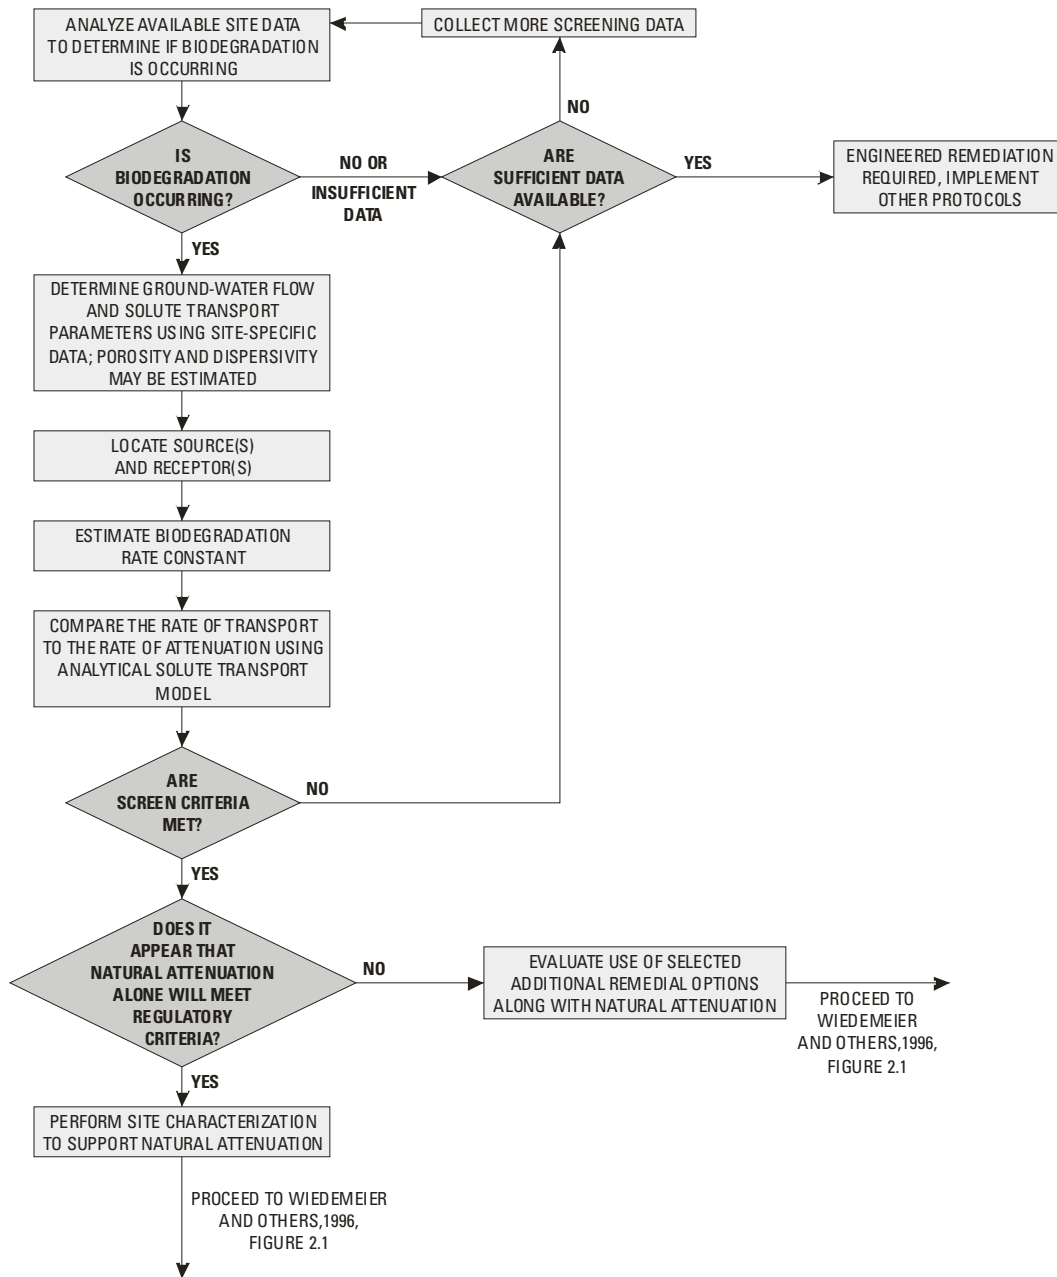 ANALYZE AVAILABLE SITE DATA
TO DETERMINE IF BIODEGRADATION
IS OCCURRING
COLLECT MORE SCREENING DATA
NO
IS
BIODEGRADATION
OCCURRING?
NO OR
INSUFFICIENT
DATA
ARE
SUFFICIENT DATA
AVAILABLE?
YES
ENGINEERED REMEDIATION
REQUIRED, IMPLEMENT
OTHER PROTOCOLS
YES
DETERMINE GROUND-WATER FLOW
AND SOLUTE TRANSPORT
PARAMETERS USING SITE-SPECIFIC
DATA; POROSITY AND DISPERSIVITY
MAY BE ESTIMATED
LOCATE SOURCE(S)
AND RECEPTOR(S)
ESTIMATE BIODEGRADATION
RATE CONSTANT
COMPARE THE RATE OF TRANSPORT
TO THE RATE OF ATTENUATION USING
ANALYTICAL SOLUTE TRANSPORT
MODEL
ARE
SCREEN CRITERIA
MET?
NO
YES
DOES IT
APPEAR THAT
NATURAL ATTENUATION
ALONE WILL MEET
REGULATORY
CRITERIA?
NO
EVALUATE USE OF SELECTED
ADDITIONAL REMEDIAL OPTIONS
ALONG WITH NATURAL ATTENUATION
PROCEED TO
WIEDEMEIER
AND OTHERS,1996,
FIGURE 2.1
YES
PERFORM SITE CHARACTERIZATION
TO SUPPORT NATURAL ATTENUATION
PROCEED TO WIEDEMEIER
AND OTHERS,1996,
FIGURE 2.1